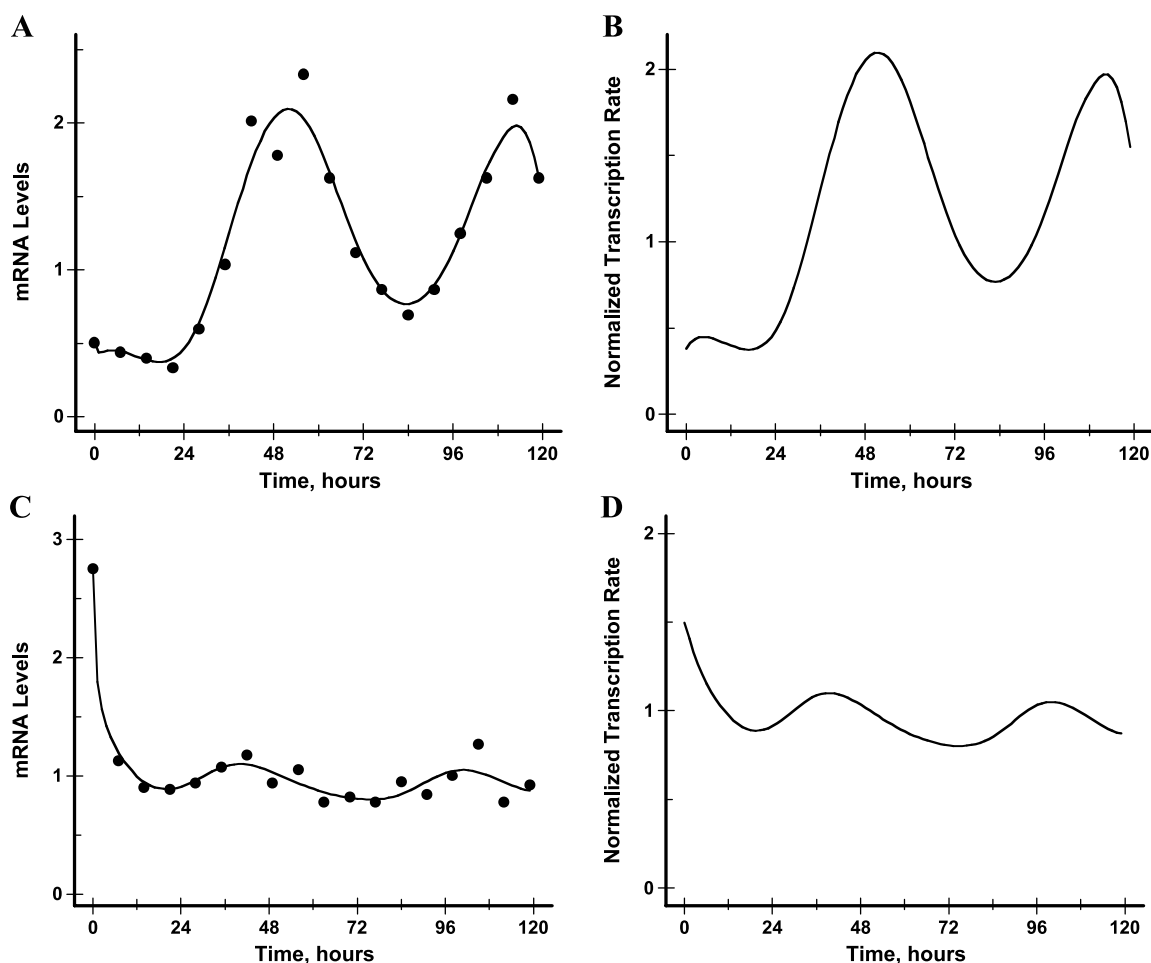 A
mRNA Levels
2
1
0
0 24 48 72 96 120
Time, hours
B
Normalized Transcription Rate
2
1
0
0 24 48 72 96 120
Time, hours
C
mRNA Levels
3
2
1
0
0 24 48 72 96 120
Time, hours
D
Normalized Transcription Rate
2
1
0
0 24 48 72 96 120
Time, hours